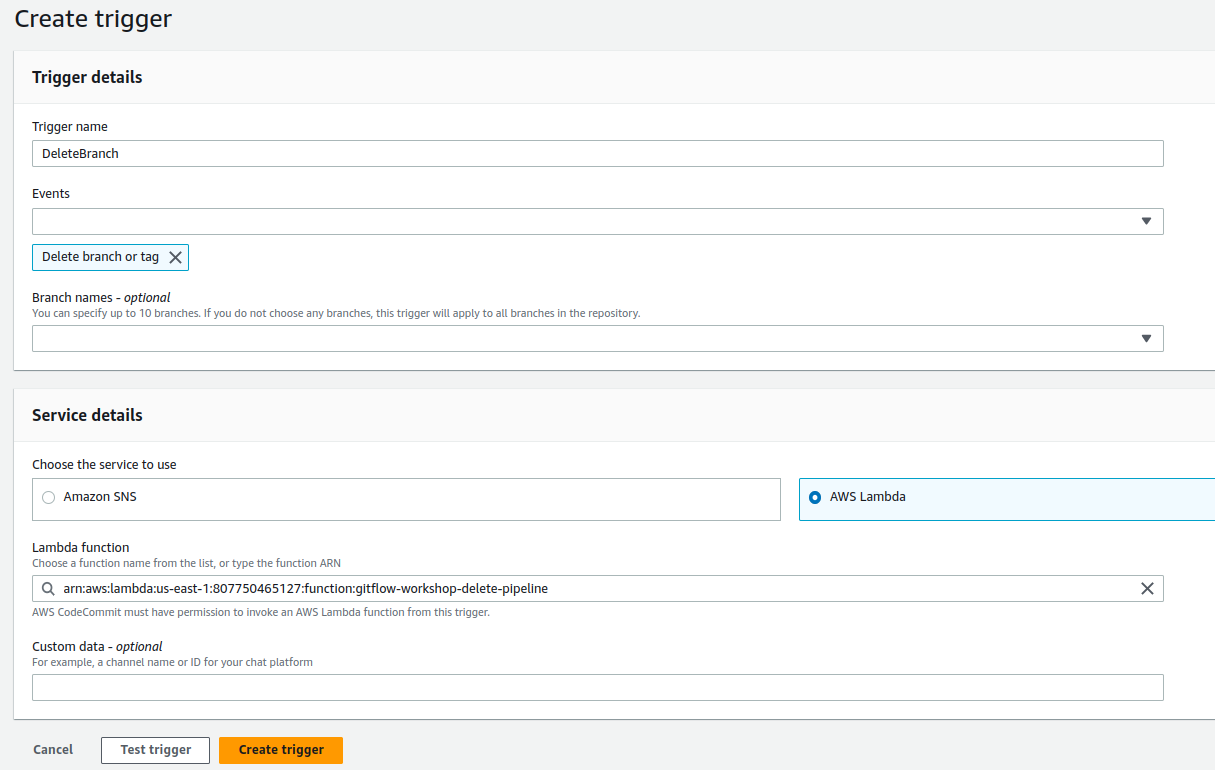 Create trigger
Trigger details
Trigger name
DeleteBranch
Events
Delete branch or tag
Branch names - optional
You can specify up to 10 branches. If you do not choose any branches, this trigger will apply to all branches in the repository.
Service details
Choose the service to use
Amazon SNS
AWS Lambda
Lambda function
Choose a function name from the list, or type the function ARN
arn:aws:lambda:us-east-1:807750465127:function:gitflow-workshop-delete-pipeline
AWS CodeCommit must have permission to invoke an AWS Lambda function from this trigger.
Custom data - optional
For example, a channel name or ID for your chat platform
Cancel Test trigger Create trigger